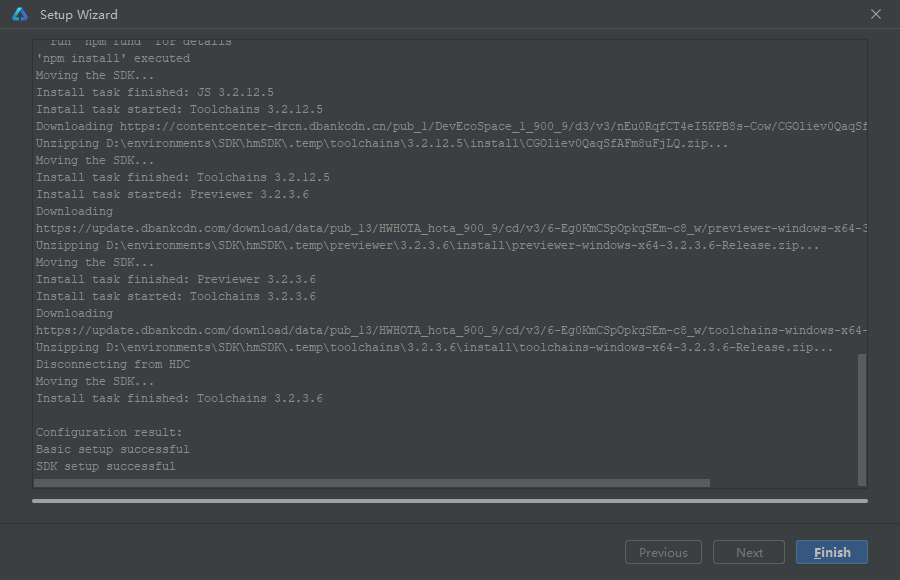 Setup Wizard
run 'npm fund' for details
'npm install' executed
Moving the SDK...
Install task finished: JS 3.2.12.5
Install task started: Toolchains 3.2.12.5
Downloading https://contentcenter-drcn.dbankcdn.cn/pub_1/DevEcoSpace_1_900_9/d3/v3/nEu0RqfCT4eI5KPB8s-Cow/CGOliev0QaqSf
Unzipping D:\environments\SDK\hmSDK\.temp\toolchains\3.2.12.5\install\CGOliev0QaqSfAFm8uFjLQ.zip...
Moving the SDK...
Install task finished: Toolchains 3.2.12.5
Install task started: Previewer 3.2.3.6
Downloading
https://update.dbankcdn.com/download/data/pub_13/HWHOTA_hota_900_9/cd/v3/6-Eg0KmCSpOpkqSEm-c8_w/previewer-windows-x64-3
Unzipping D:\environments\SDK\hmSDK\.temp\previewer\3.2.3.6\install\previewer-windows-x64-3.2.3.6-Release.zip...
Moving the SDK...
Install task finished: Previewer 3.2.3.6
Install task started: Toolchains 3.2.3.6
Downloading
https://update.dbankcdn.com/download/data/pub_13/HWHOTA_hota_900_9/cd/v3/6-Eg0KmCSpOpkqSEm-c8_w/toolchains-windows-x64-
Unzipping D:\environments\SDK\hmSDK\.temp\toolchains\3.2.3.6\install\toolchains-windows-x64-3.2.3.6-Release.zip...
Disconnecting from HDC
Moving the SDK...
Install task finished: Toolchains 3.2.3.6
Configuration result:
Basic setup successful
SDK setup successful
Previous
Next
Finish